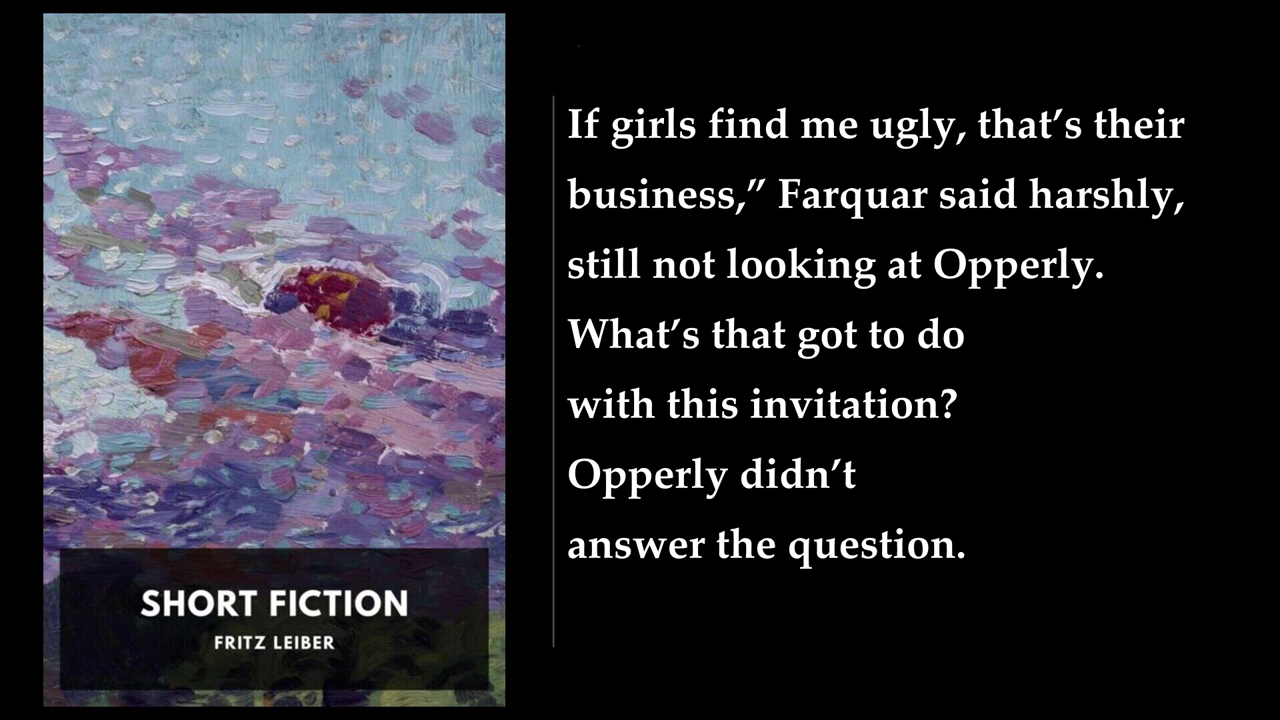 If girls find me ugly, that’s their
business,” Farquar said harshly,
still not looking at Opperly.
What’s that got to do
with this invitation?
Opperly didn’t
answer the question.
SHORT FICTION
FRITZ LEIBER